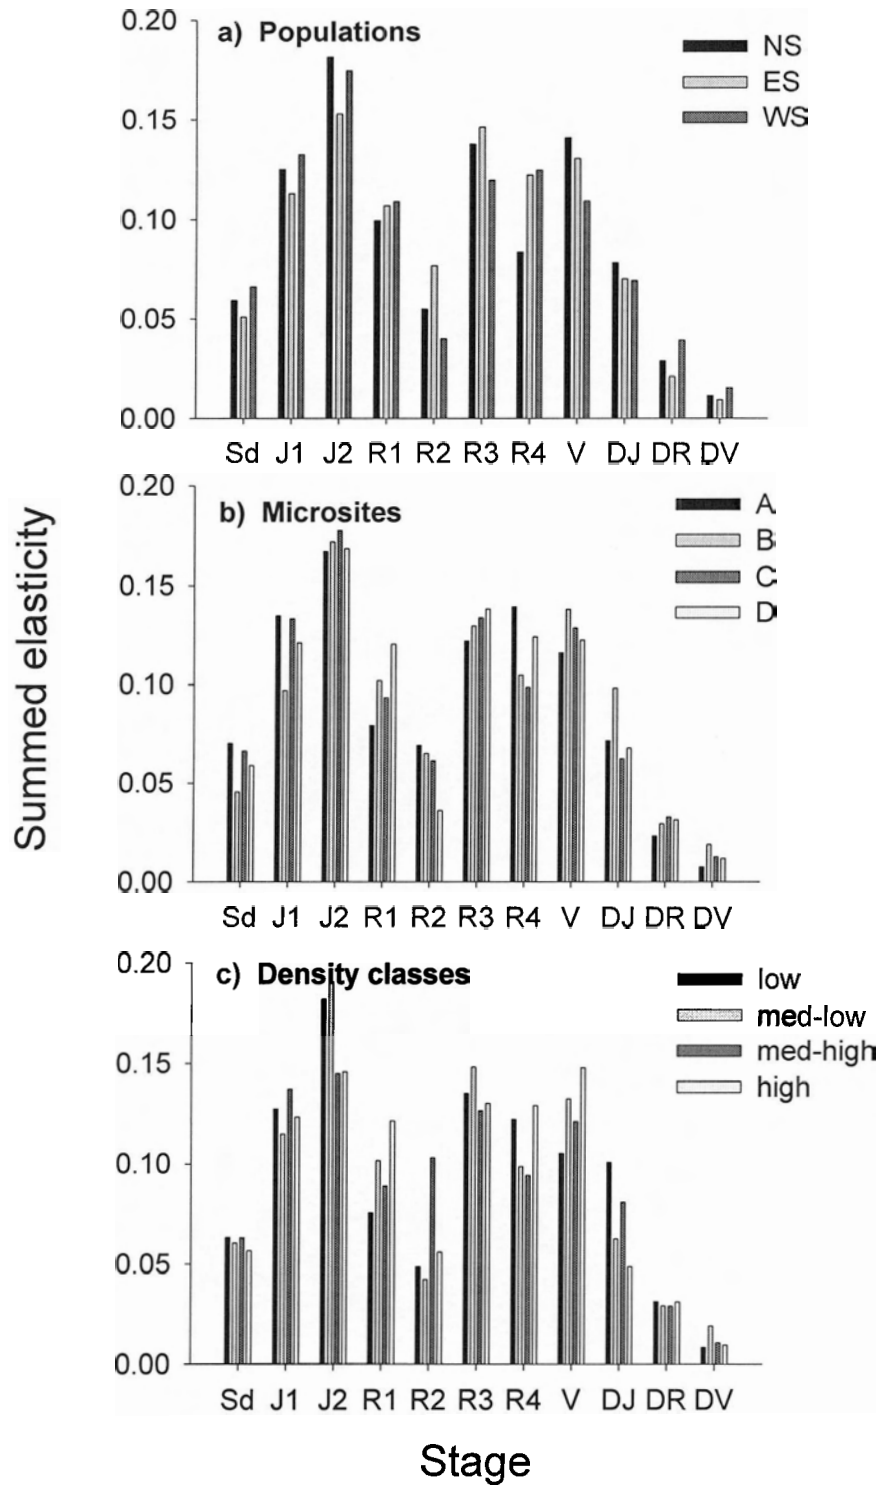 a) Populations
NS
ES
WS
0.20
0.15
0.10
0.05
0.00
Sd J1 J2 R1 R2 R3 R4 V DJ DR DV
b) Microsites
A
B
C
D
0.20
0.15
0.10
0.05
0.00
Sd J1 J2 R1 R2 R3 R4 V DJ DR DV
c) Density classes
low
med-low
med-high
high
0.20
0.15
0.10
0.05
0.00
Sd J1 J2 R1 R2 R3 R4 V DJ DR DV
Summed elasticity
Stage